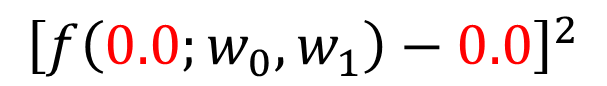 [f(0.0; w₀, w₁) − 0.0]²